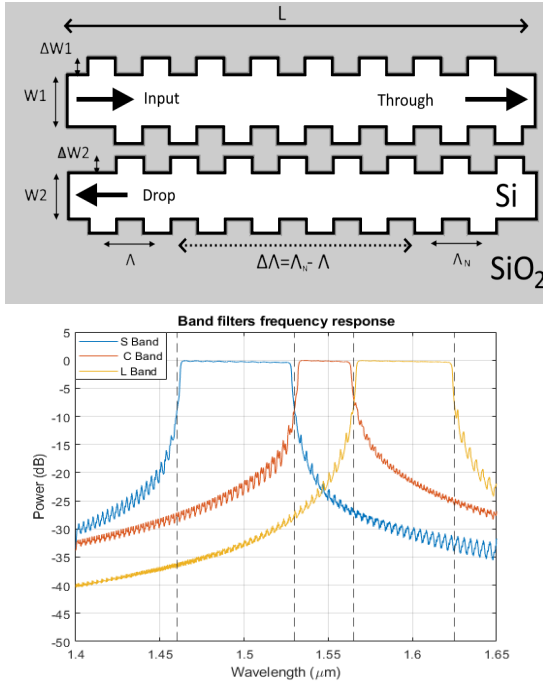 L
ΔW1
W1
Input
Through
ΔW2
W2
Drop
Si
Λ
ΔΛ=Λ_N- Λ
Λ_N
SiO₂
Band filters frequency response
S Band
C Band
L Band
Power (dB)
5
0
-5
-10
-15
-20
-25
-30
-35
-40
-45
-50
1.4
1.45
1.5
1.55
1.6
1.65
Wavelength (μm)